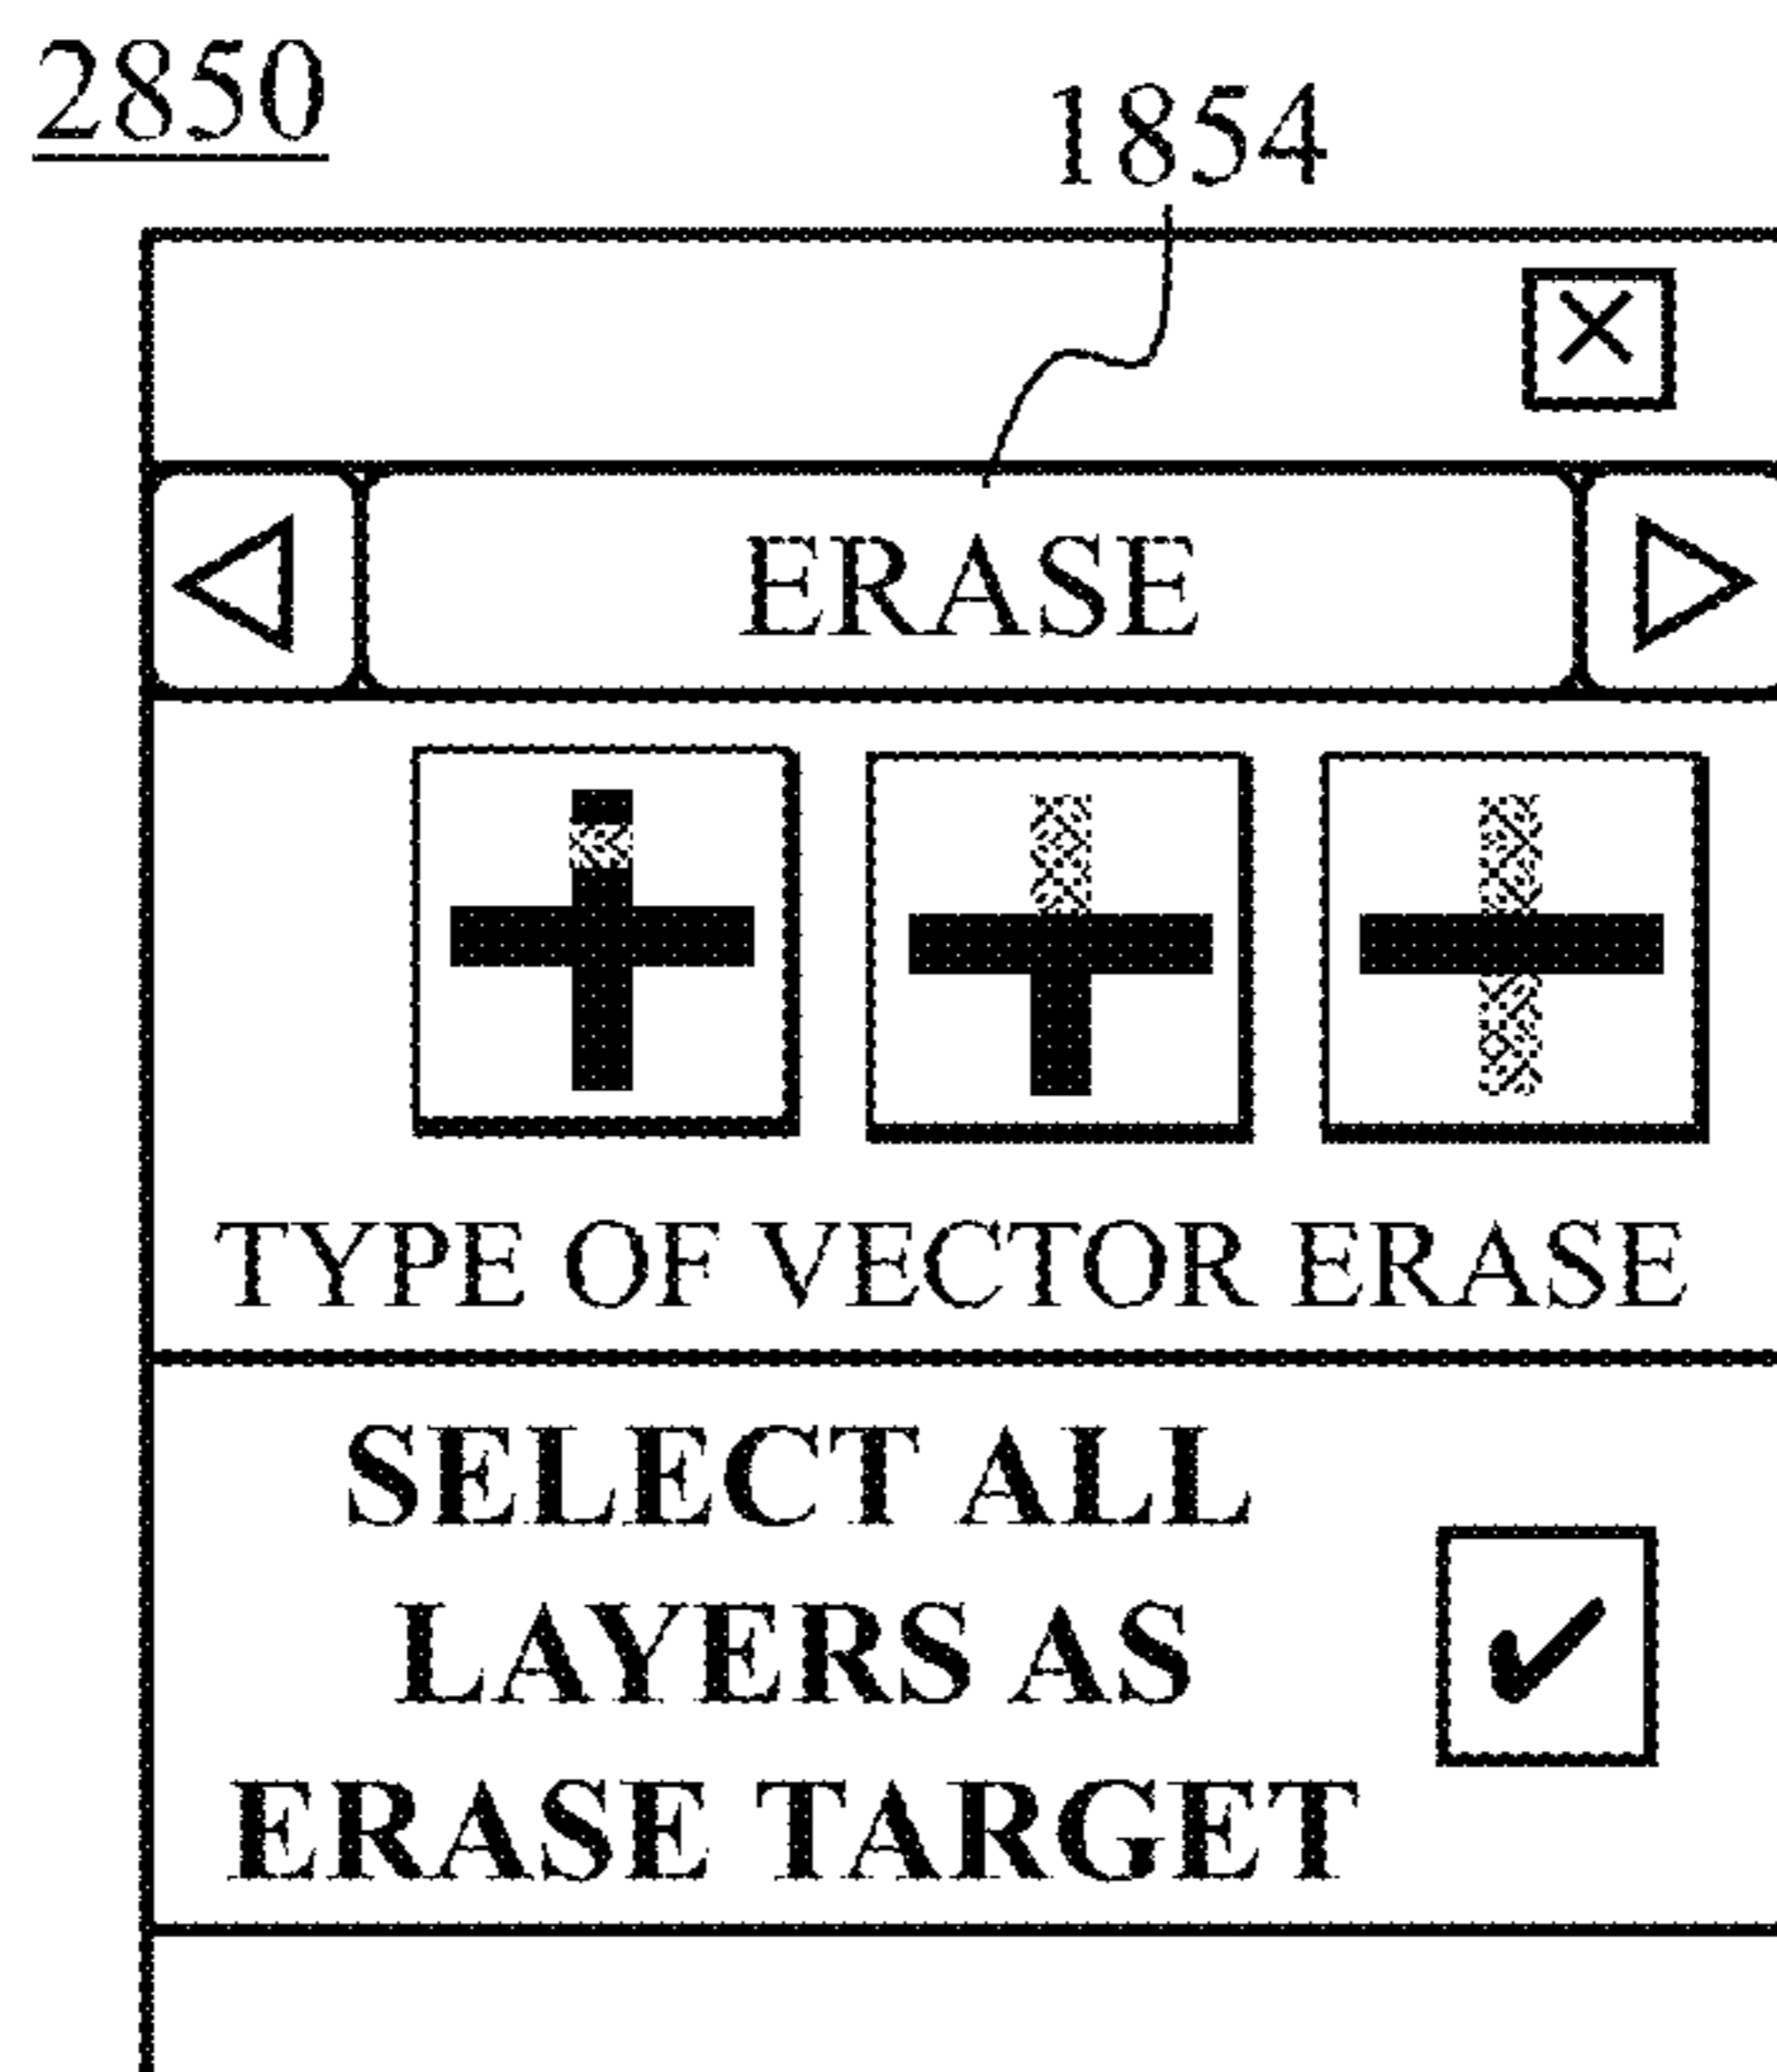 2850
1854
ERASE
TYPE OF VECTOR ERASE
SELECT ALL
LAYERS AS
ERASE TARGET